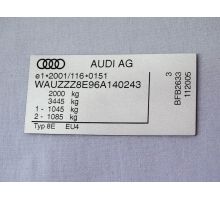 AUDI AG
e1*2001/116*0151
WAUZZZ8E96A140243
2000 kg
3445 kg
1 - 1045 kg
2 - 1085 kg
Typ 8E EU4
3
BFB2633
112005